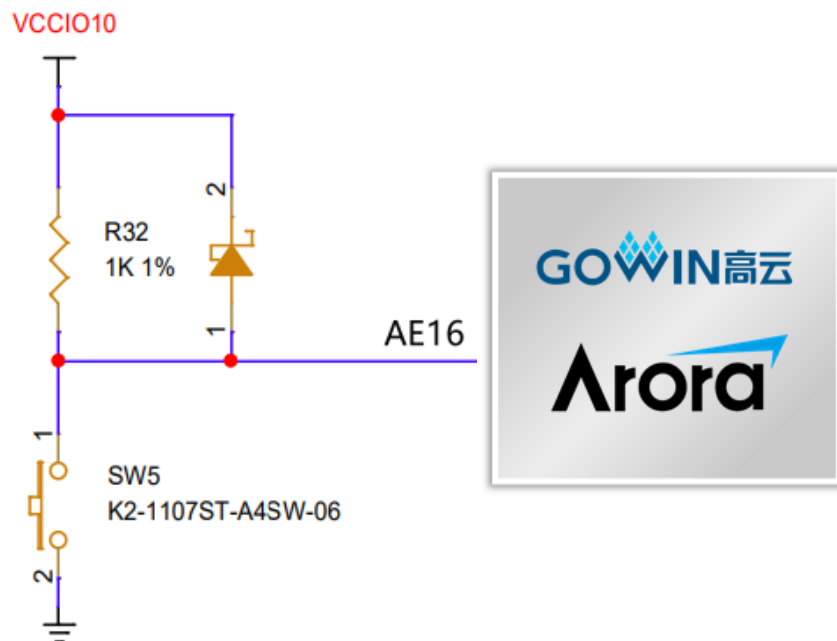 VCCIO10
2
R32
1K 1%
1
AE16
GOWIN高云
Arora
1
SW5
K2-1107ST-A4SW-06
2